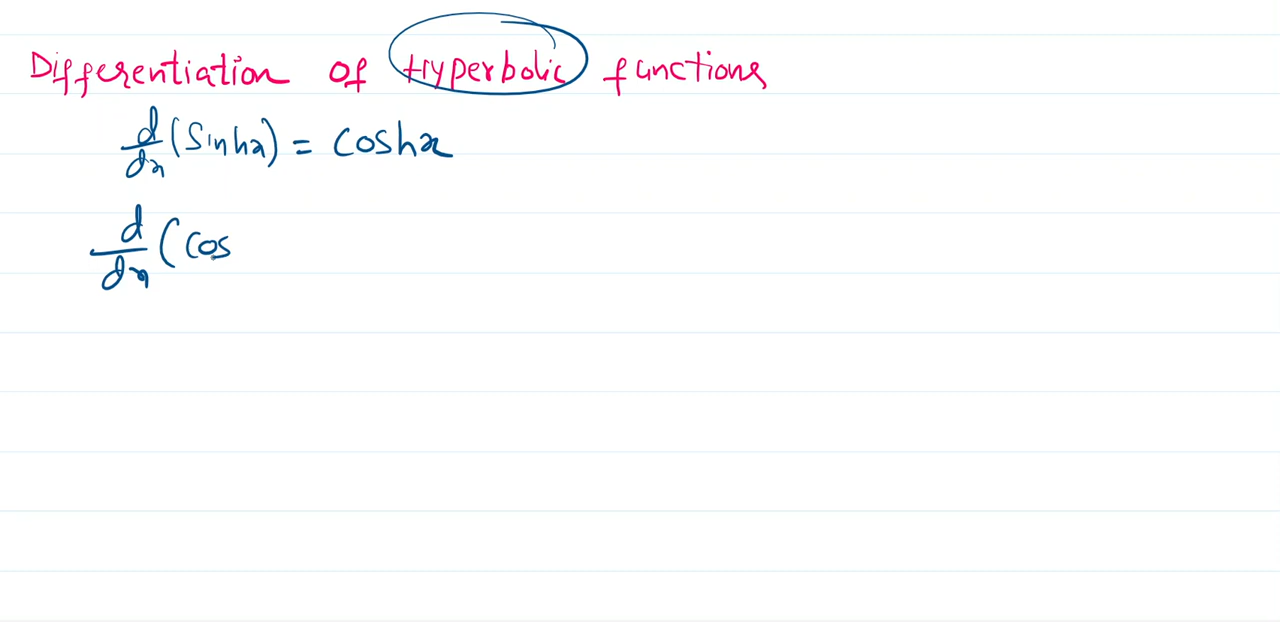 Differentiation of Hyperbolic functions
d/dx (Sinhx) = Coshx
d/dx (Cos